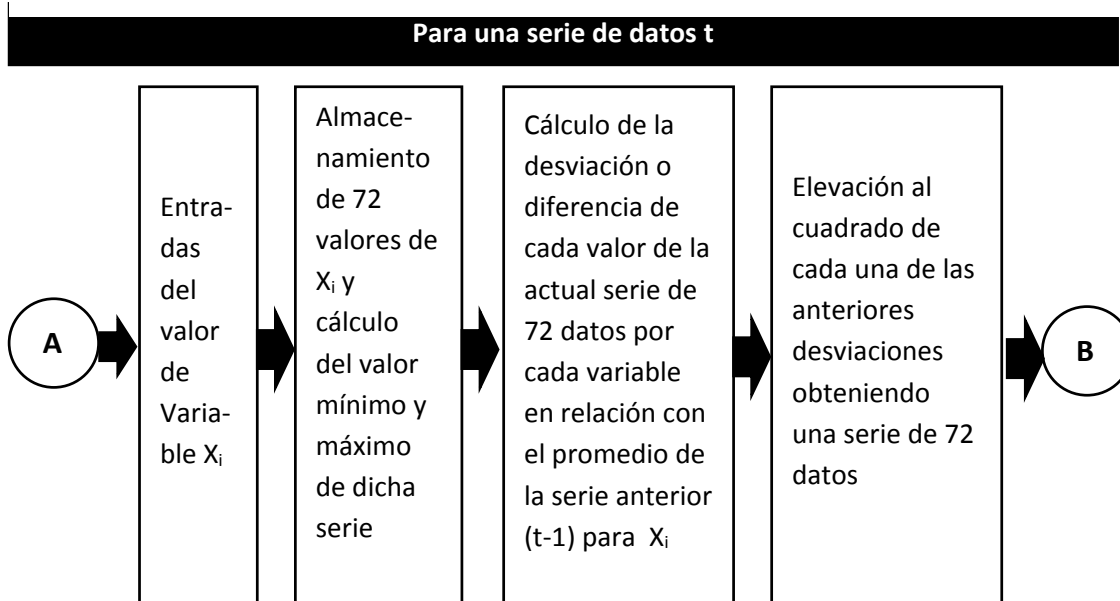 Para una serie de datos t
A
Entra-
das
del
valor
de
Varia-
ble Xi
Almace-
namiento
de 72
valores de
Xi y
cálculo
del valor
mínimo y
máximo
de dicha
serie
Cálculo de la
desviación o
diferencia de
cada valor de la
actual serie de
72 datos por
cada variable
en relación con
el promedio de
la serie anterior
(t-1) para Xi
Elevación al
cuadrado de
cada una de las
anteriores
desviaciones
obteniendo
una serie de 72
datos
B